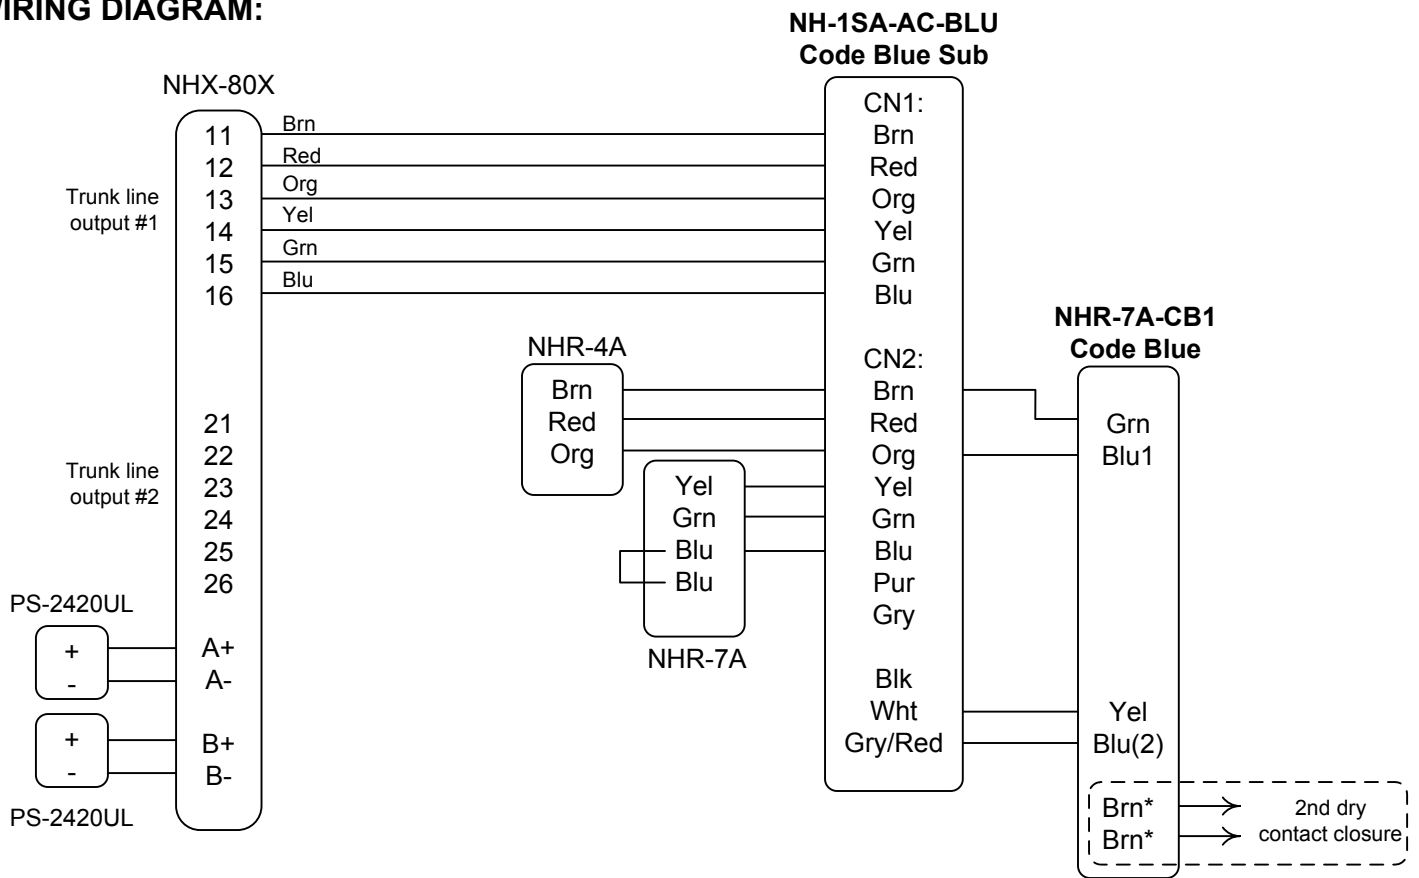 WIRING DIAGRAM:
NH-1SA-AC-BLU
Code Blue Sub
NHX-80X
11
12
13
14
15
16
21
22
23
24
25
26
A+
A-
B+
B-
Trunk line
output #1
Trunk line
output #2
Brn
Red
Org
Yel
Grn
Blu
PS-2420UL
+
-
+
-
PS-2420UL
NHR-4A
Brn
Red
Org
Yel
Grn
Blu
Blu
NHR-7A
CN1:
Brn
Red
Org
Yel
Grn
Blu
CN2:
Brn
Red
Org
Yel
Grn
Blu
Pur
Gry
Blk
Wht
Gry/Red
NHR-7A-CB1
Code Blue
Grn
Blu1
Yel
Blu(2)
Brn*
Brn*
2nd dry
contact closure